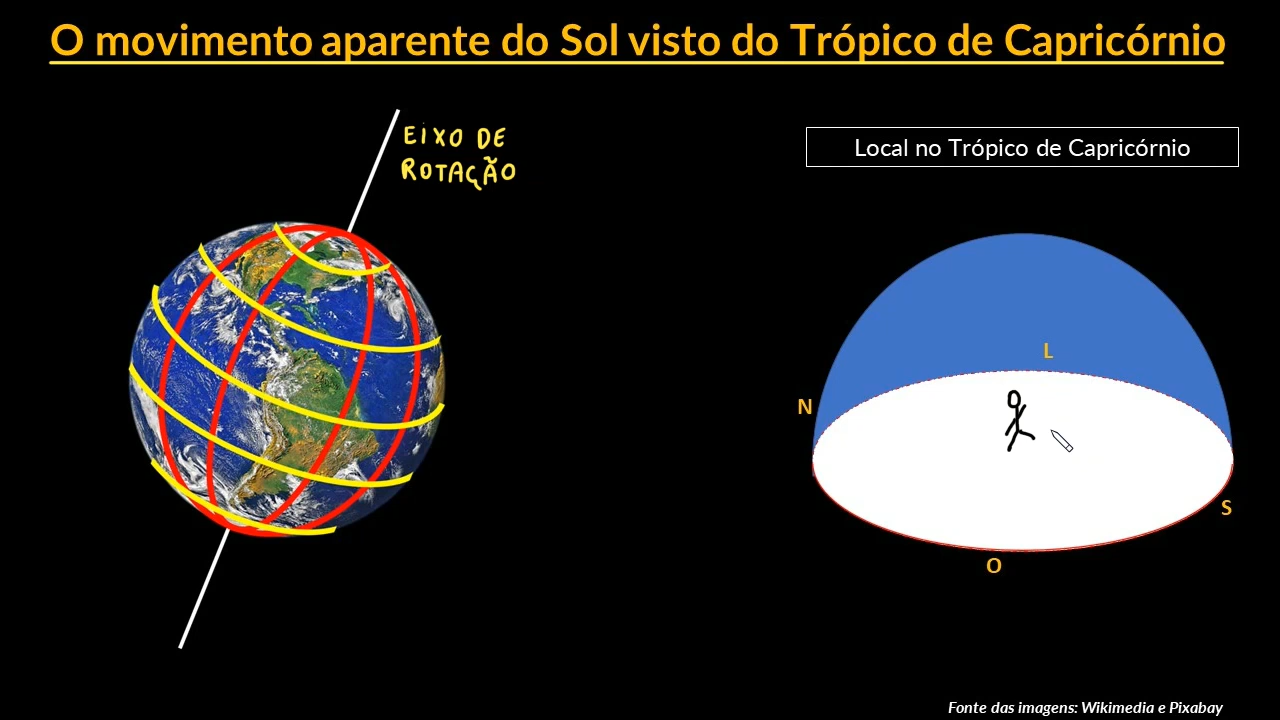 O movimento aparente do Sol visto do Trópico de Capricórnio
EIXO DE
ROTAÇÃO
Local no Trópico de Capricórnio
L
N
S
O
Fonte das imagens: Wikimedia e Pixabay